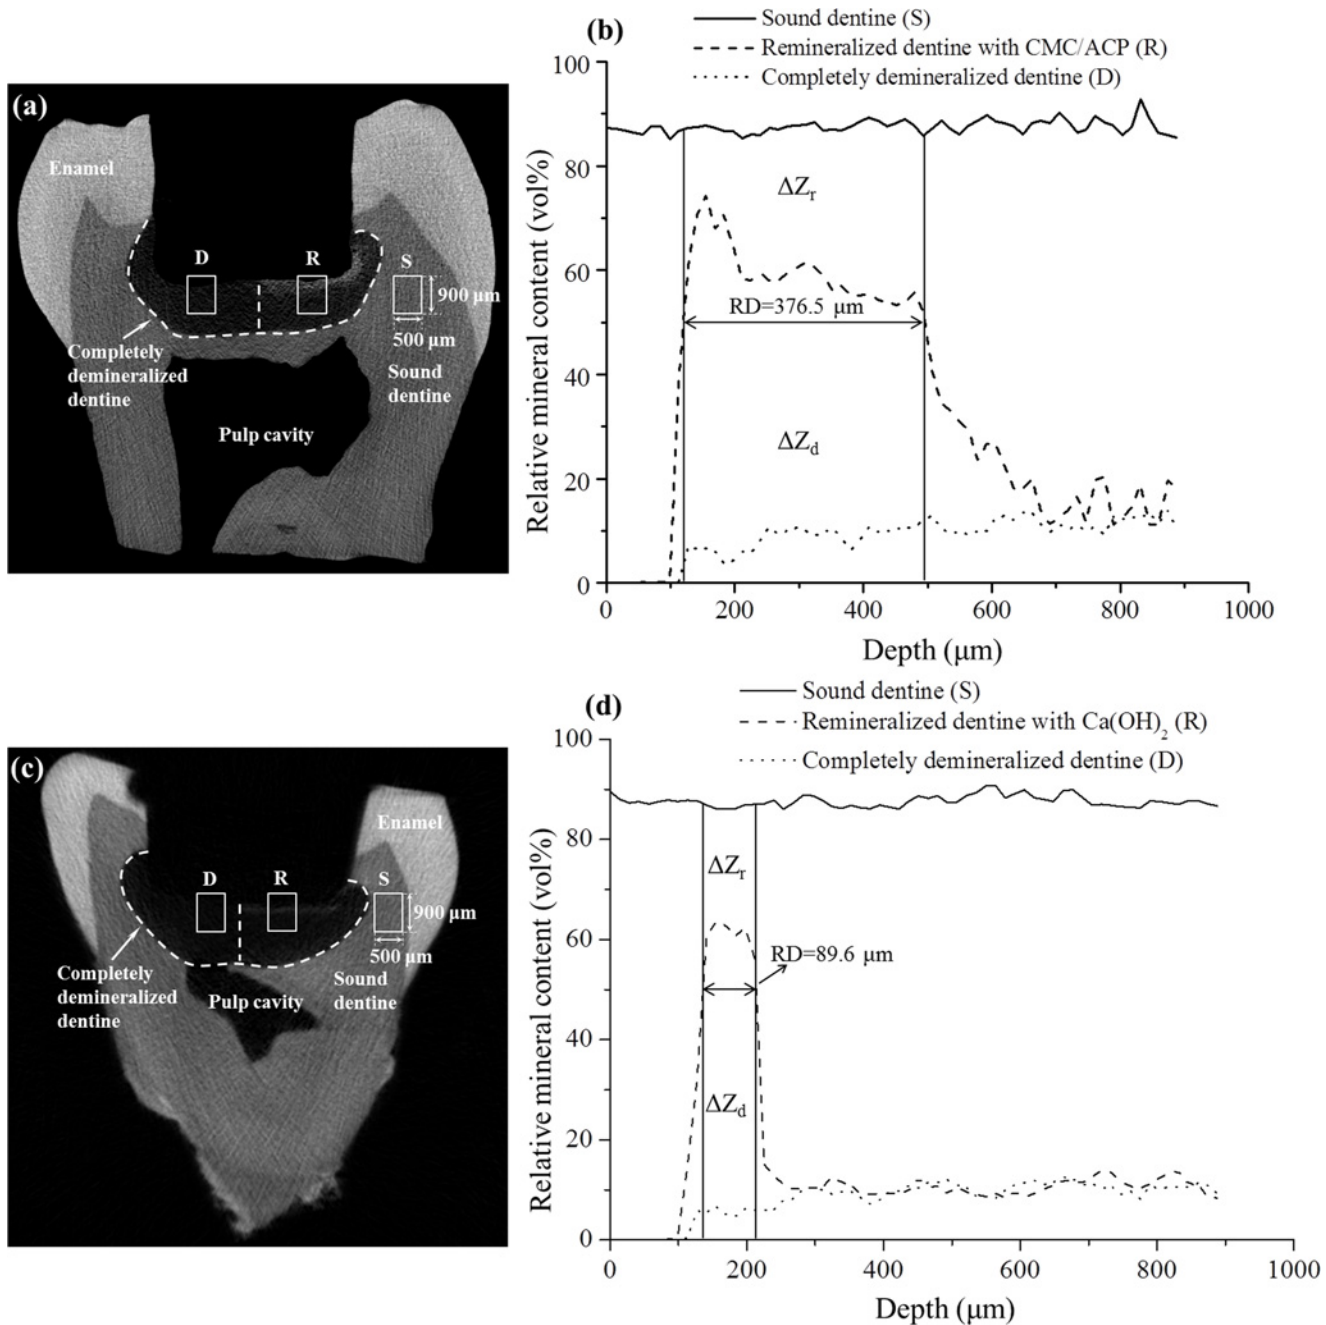 (a)
Enamel
D
R
S
900 μm
500 μm
Completely
demineralized
dentine
Sound
dentine
Pulp cavity
(b)
Sound dentine (S)
Remineralized dentine with CMC/ACP (R)
Completely demineralized dentine (D)
100
80
60
40
20
0
Relative mineral content (vol%)
ΔZr
RD=376.5 μm
ΔZd
0
200
400
600
800
1000
Depth (μm)
(c)
Enamel
D
R
S
900 μm
500 μm
Completely
demineralized
dentine
Sound
dentine
Pulp cavity
(d)
Sound dentine (S)
Remineralized dentine with Ca(OH)₂ (R)
Completely demineralized dentine (D)
100
80
60
40
20
0
Relative mineral content (vol%)
ΔZr
RD=89.6 μm
ΔZd
0
200
400
600
800
1000
Depth (μm)